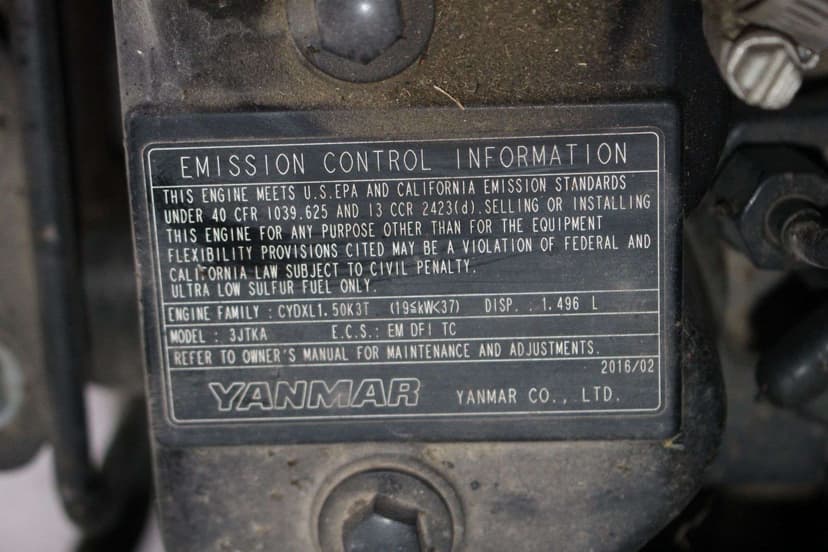 EMISSION CONTROL INFORMATION
THIS ENGINE MEETS U.S.EPA AND CALIFORNIA EMISSION STANDARDS
UNDER 40 CFR 1039.625 AND 13 CCR 2423(d).SELLING OR INSTALLING
THIS ENGINE FOR ANY PURPOSE OTHER THAN FOR THE EQUIPMENT
FLEXIBILITY PROVISIONS CITED MAY BE A VIOLATION OF FEDERAL AND
CALIFORNIA LAW SUBJECT TO CIVIL PENALTY.
ULTRA LOW SULFUR FUEL ONLY.
ENGINE FAMILY : CYDXL1.50K3T (19≦kW<37) DISP. : 1.496 L
MODEL : 3JTKA E.C.S.: EM DFI TC
REFER TO OWNER'S MANUAL FOR MAINTENANCE AND ADJUSTMENTS.
2016/02
YANMAR YANMAR CO., LTD.